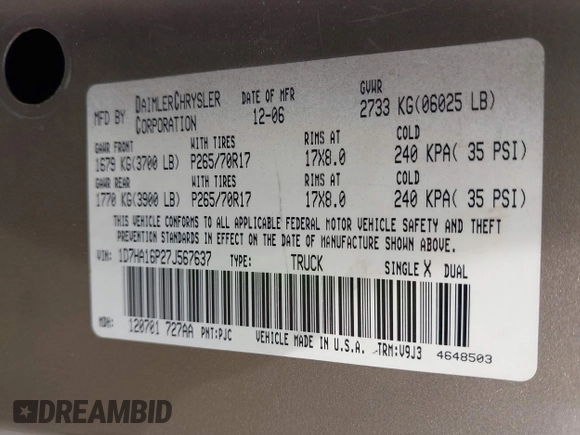 MFD BY DAIMLERCHRYSLER CORPORATION DATE OF MFR 12-06 GVWR 2733 KG(06025 LB)
GAWR FRONT WITH TIRES RIMS AT COLD
1679 KG(3700 LB) P265/70R17 17X8.0 240 KPA( 35 PSI)
GAWR REAR WITH TIRES RIMS AT COLD
1770 KG(3900 LB) P265/70R17 17X8.0 240 KPA( 35 PSI)
THIS VEHICLE CONFORMS TO ALL APPLICABLE FEDERAL MOTOR VEHICLE SAFETY AND THEFT
PREVENTION STANDARDS IN EFFECT ON THE DATE OF MANUFACTURE SHOWN ABOVE.
VIN: 1D7HA16P27J567637 TYPE: TRUCK SINGLE X DUAL
MDH: 120701 727AA PNT:PJC VEHICLE MADE IN U.S.A. TRM:V9J3 4648503
DREAMBID